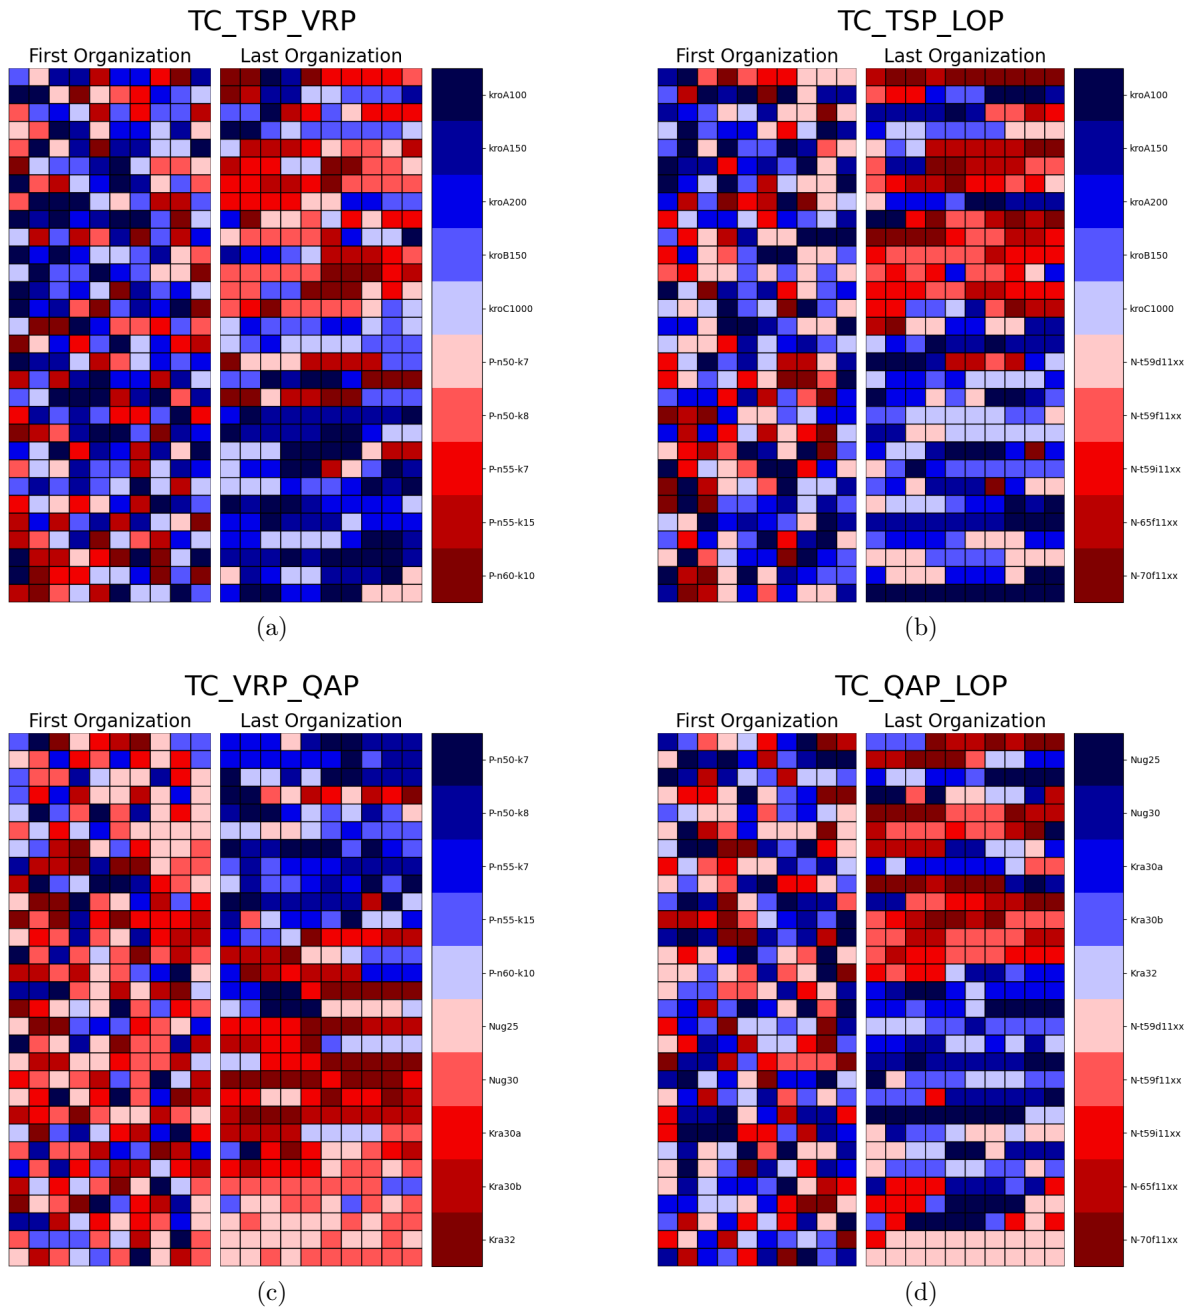 TC_TSP_VRP
First Organization
Last Organization
kroA100
kroA150
kroA200
kroB150
kroC1000
P-n50-k7
P-n50-k8
P-n55-k7
P-n55-k15
P-n60-k10
(a)
TC_TSP_LOP
First Organization
Last Organization
kroA100
kroA150
kroA200
kroB150
kroC1000
N-t59d11xx
N-t59f11xx
N-t59i11xx
N-65f11xx
N-70f11xx
(b)
TC_VRP_QAP
First Organization
Last Organization
P-n50-k7
P-n50-k8
P-n55-k7
P-n55-k15
P-n60-k10
Nug25
Nug30
Kra30a
Kra30b
Kra32
(c)
TC_QAP_LOP
First Organization
Last Organization
Nug25
Nug30
Kra30a
Kra30b
Kra32
N-t59d11xx
N-t59f11xx
N-t59i11xx
N-65f11xx
N-70f11xx
(d)